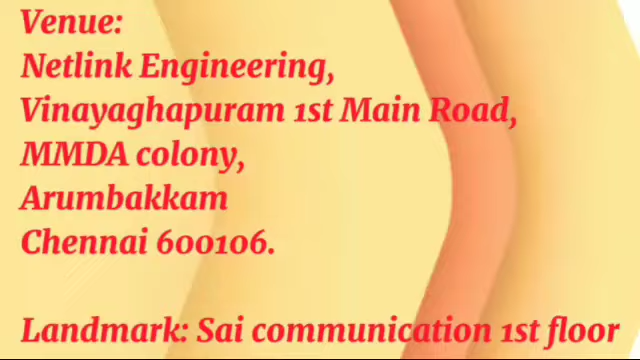 Venue:
Netlink Engineering,
Vinayaghapuram 1st Main Road,
MMDA colony,
Arumbakkam
Chennai 600106.
Landmark: Sai communication 1st floor